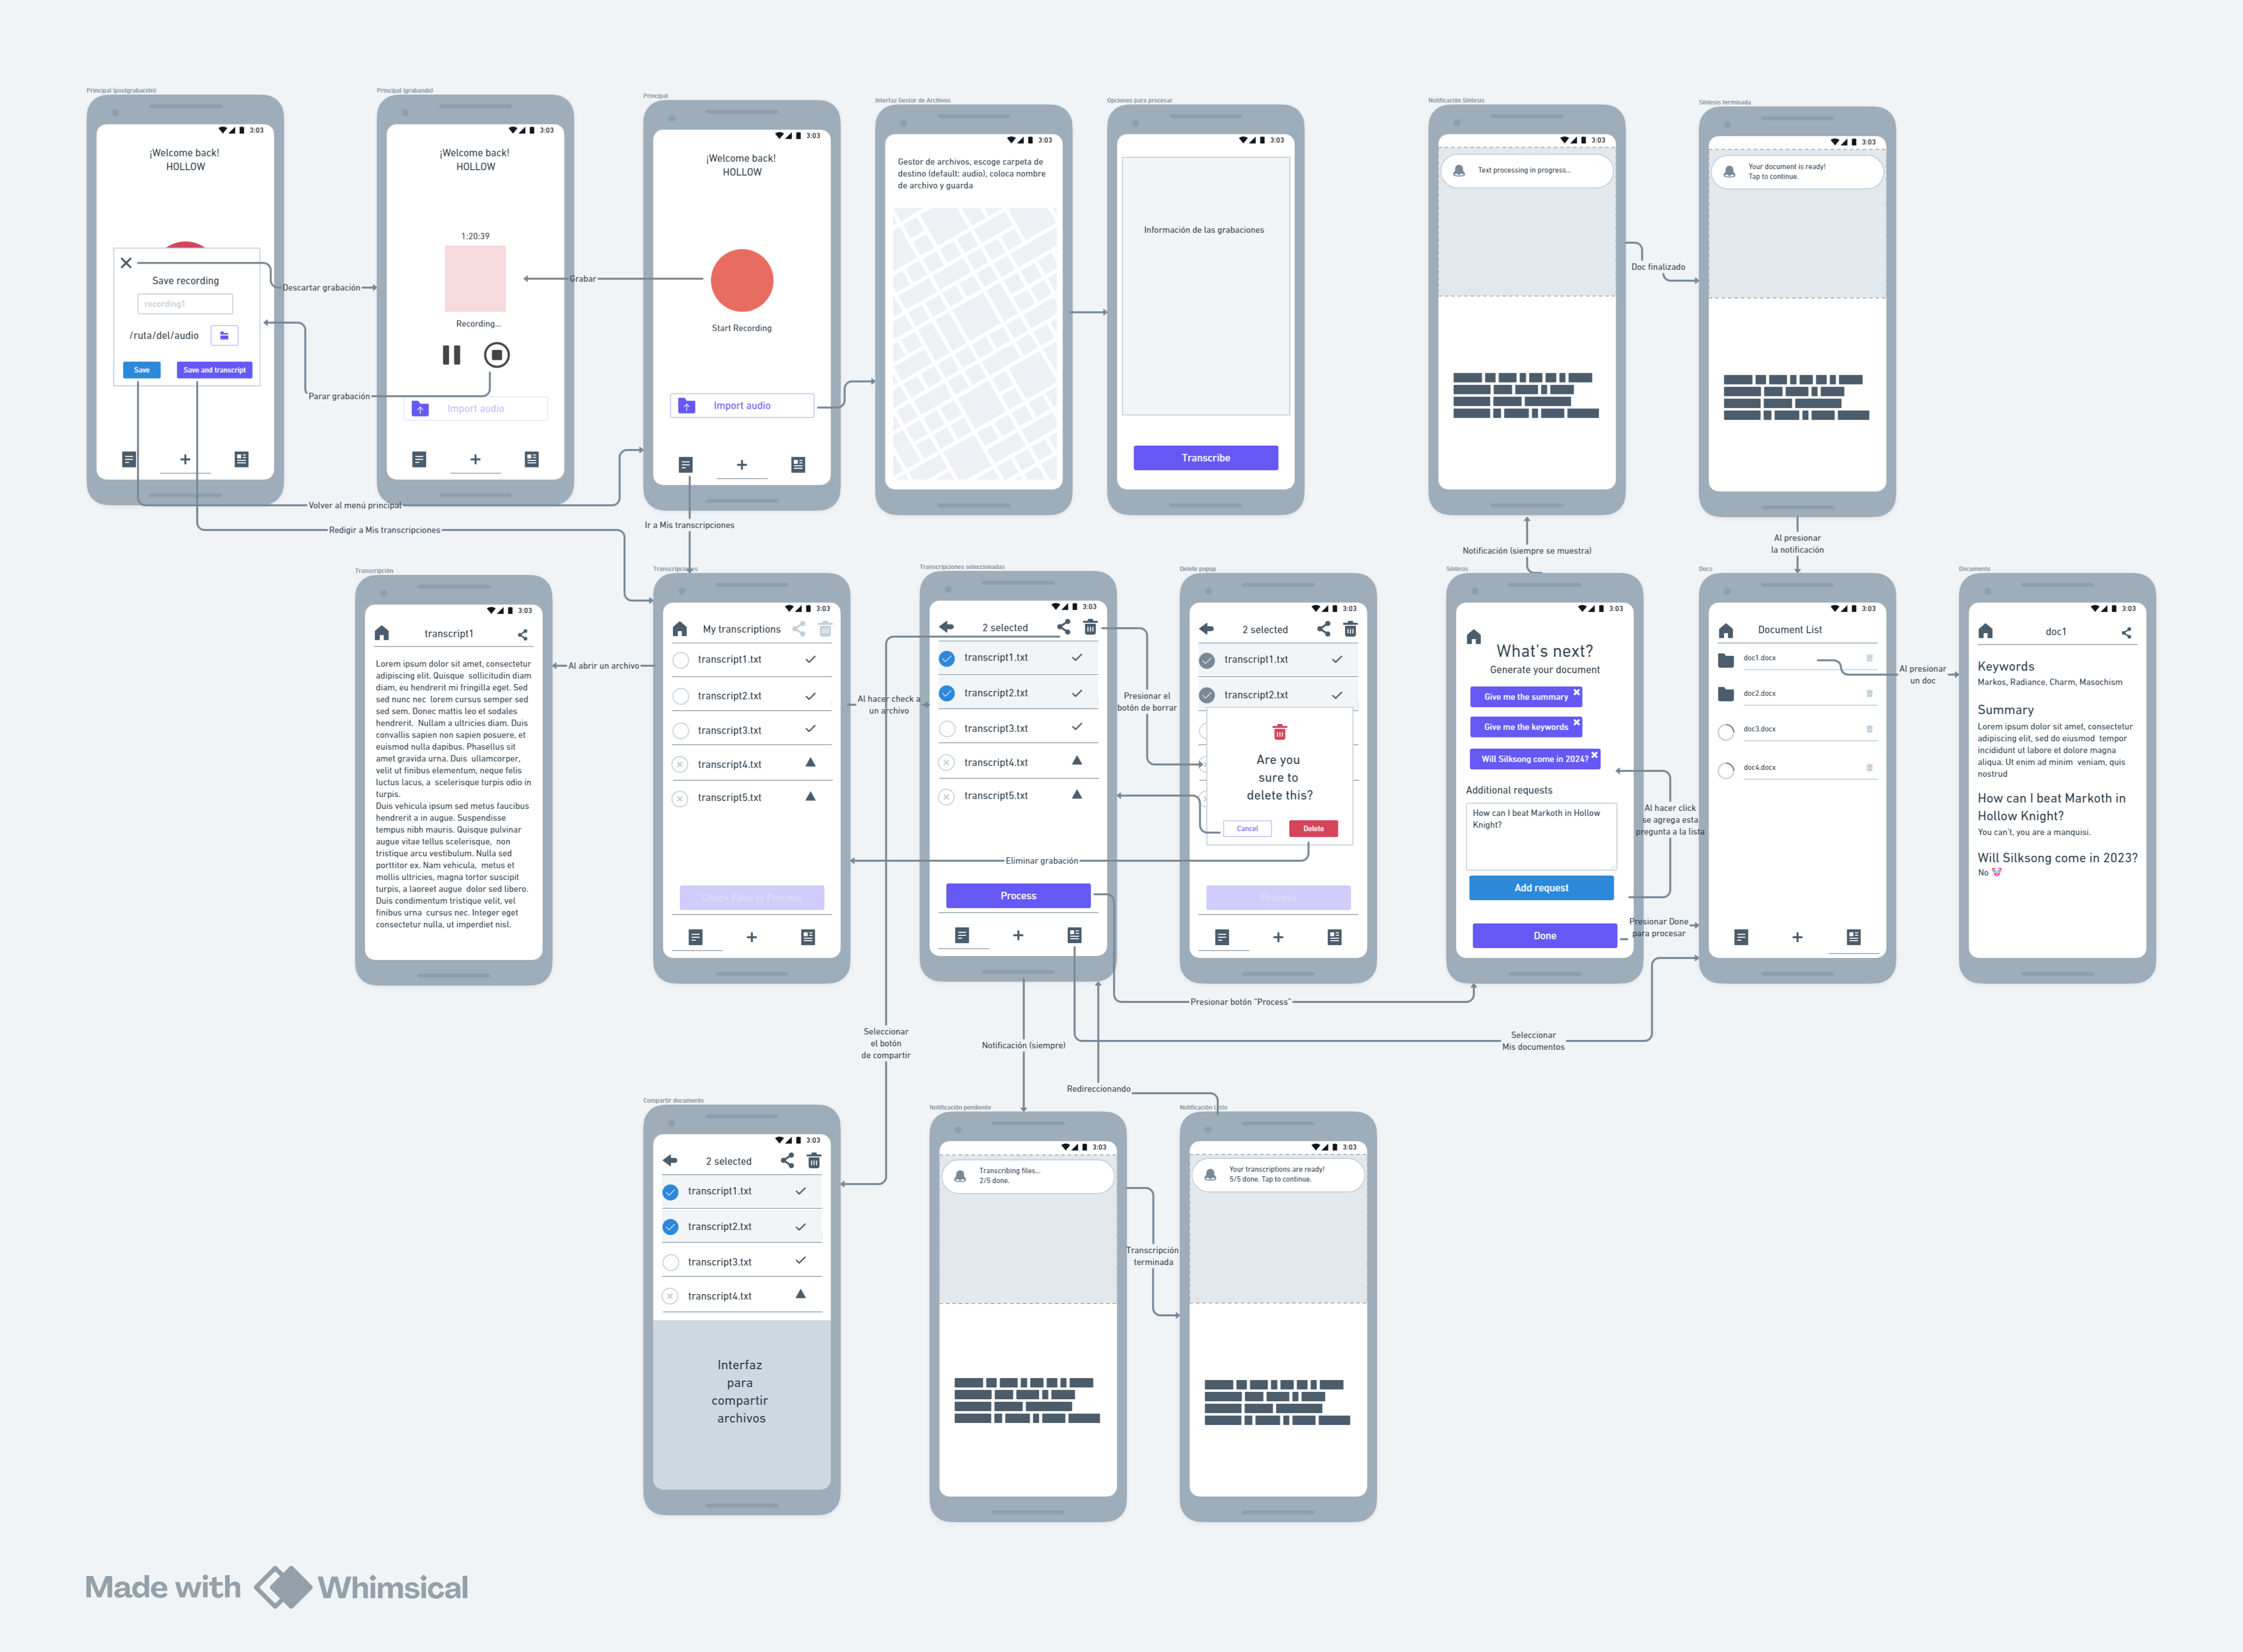 Principal (postgrabación)
3:03
¡Welcome back!
HOLLOW
Save recording
recording1
/ruta/del/audio
Save
Save and transcript
Descartar grabación
Parar grabación
Principal (grabando)
3:03
¡Welcome back!
HOLLOW
1:20:39
Recording...
Import audio
Grabar
Principal
3:03
¡Welcome back!
HOLLOW
Start Recording
Import audio
Interfaz Gestor de Archivos
3:03
Gestor de archivos, escoge carpeta de
destino (default: audio), coloca nombre
de archivo y guarda
Opciones para procesar
3:03
Información de las grabaciones
Transcribe
Notificación Síntesis
3:03
Text processing in progress...
Doc finalizado
Síntesis terminada
3:03
Your document is ready!
Tap to continue.
Volver al menú principal
Redigir a Mis transcripciones
Ir a Mis transcripciones
Notificación (siempre se muestra)
Al presionar
la notificación
Transcripción
3:03
transcript1
Lorem ipsum dolor sit amet, consectetur
adipiscing elit. Quisque sollicitudin diam
diam, eu hendrerit mi fringilla eget. Sed
sed nunc nec lorem cursus semper sed
sed sem. Donec mattis leo et sodales
hendrerit. Nullam a ultricies diam. Duis
convallis sapien non sapien posuere, et
euismod nulla dapibus. Phasellus sit
amet gravida urna. Duis ullamcorper,
velit ut finibus elementum, neque felis
luctus lacus, a scelerisque turpis odio in
turpis.
Duis vehicula ipsum sed metus faucibus
hendrerit a in augue. Suspendisse
tempus nibh mauris. Quisque pulvinar
augue vitae tellus scelerisque, non
tristique arcu vestibulum. Nulla sed
porttitor ex. Nam vehicula, metus et
mollis ultricies, magna tortor suscipit
turpis, a laoreet augue dolor sed libero.
Duis condimentum tristique velit, vel
finibus urna cursus nec. Integer eget
consectetur nulla, ut imperdiet nisl.
Al abrir un archivo
Transcripciones
3:03
My transcriptions
transcript1.txt
transcript2.txt
transcript3.txt
transcript4.txt
transcript5.txt
Check Files to Process
Al hacer check a
un archivo
Transcripciones seleccionadas
3:03
2 selected
transcript1.txt
transcript2.txt
transcript3.txt
transcript4.txt
transcript5.txt
Process
Presionar el
botón de borrar
Delete popup
3:03
2 selected
transcript1.txt
transcript2.txt
Are you
sure to
delete this?
Cancel
Delete
Process
Eliminar grabación
Síntesis
3:03
What's next?
Generate your document
Give me the summary
Give me the keywords
Will Silksong come in 2024?
Additional requests
How can I beat Markoth in Hollow
Knight?
Add request
Done
Al hacer click
se agrega esta
pregunta a la lista
Presionar Done
para procesar
Docs
3:03
Document List
doc1.docx
doc2.docx
doc3.docx
doc4.docx
Al presionar
un doc
Documento
3:03
doc1
Keywords
Markos, Radiance, Charm, Masochism
Summary
Lorem ipsum dolor sit amet, consectetur
adipiscing elit, sed do eiusmod tempor
incididunt ut labore et dolore magna
aliqua. Ut enim ad minim veniam, quis
nostrud
How can I beat Markoth in
Hollow Knight?
You can't, you are a manquisi.
Will Silksong come in 2023?
No 🤡
Presionar botón "Process"
Seleccionar
el botón
de compartir
Notificación (siempre)
Seleccionar
Mis documentos
Redireccionando
Compartir documento
3:03
2 selected
transcript1.txt
transcript2.txt
transcript3.txt
transcript4.txt
Interfaz
para
compartir
archivos
Notificación pendiente
3:03
Transcribing files...
2/5 done.
Transcripción
terminada
Notificación Listo
3:03
Your transcriptions are ready!
5/5 done. Tap to continue.
Made with Whimsical